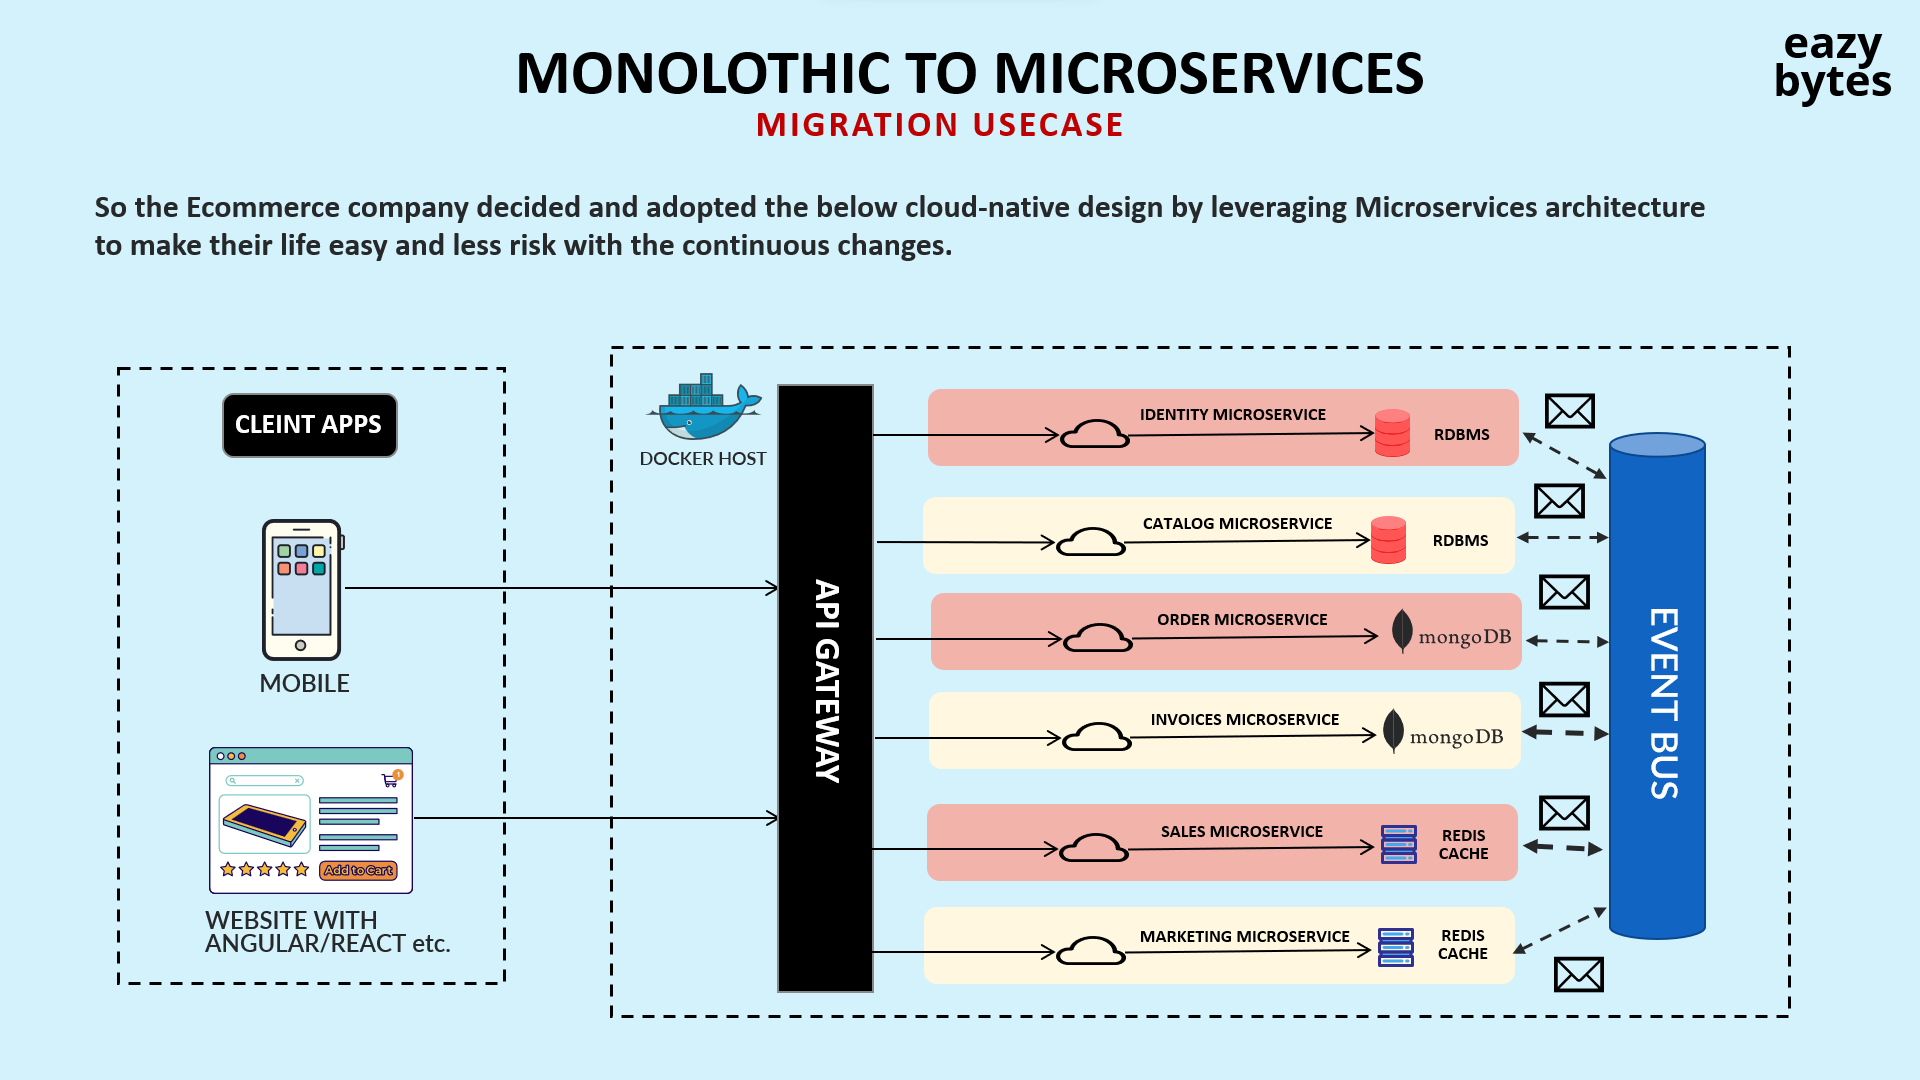 MONOLOTHIC TO MICROSERVICES
MIGRATION USECASE
eazy
bytes
So the Ecommerce company decided and adopted the below cloud-native design by leveraging Microservices architecture
to make their life easy and less risk with the continuous changes.
CLEINT APPS
MOBILE
1
Add to Cart
WEBSITE WITH
ANGULAR/REACT etc.
DOCKER HOST
API GATEWAY
IDENTITY MICROSERVICE
RDBMS
CATALOG MICROSERVICE
RDBMS
ORDER MICROSERVICE
mongoDB
INVOICES MICROSERVICE
mongoDB
SALES MICROSERVICE
REDIS
CACHE
MARKETING MICROSERVICE
REDIS
CACHE
EVENT BUS